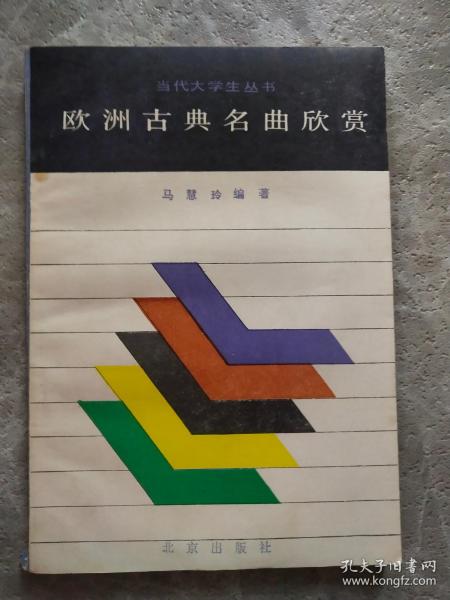 当代大学生丛书
欧洲古典名曲欣赏
马慧玲编著
北京出版社
孔夫子旧书网
www.kongfz.com